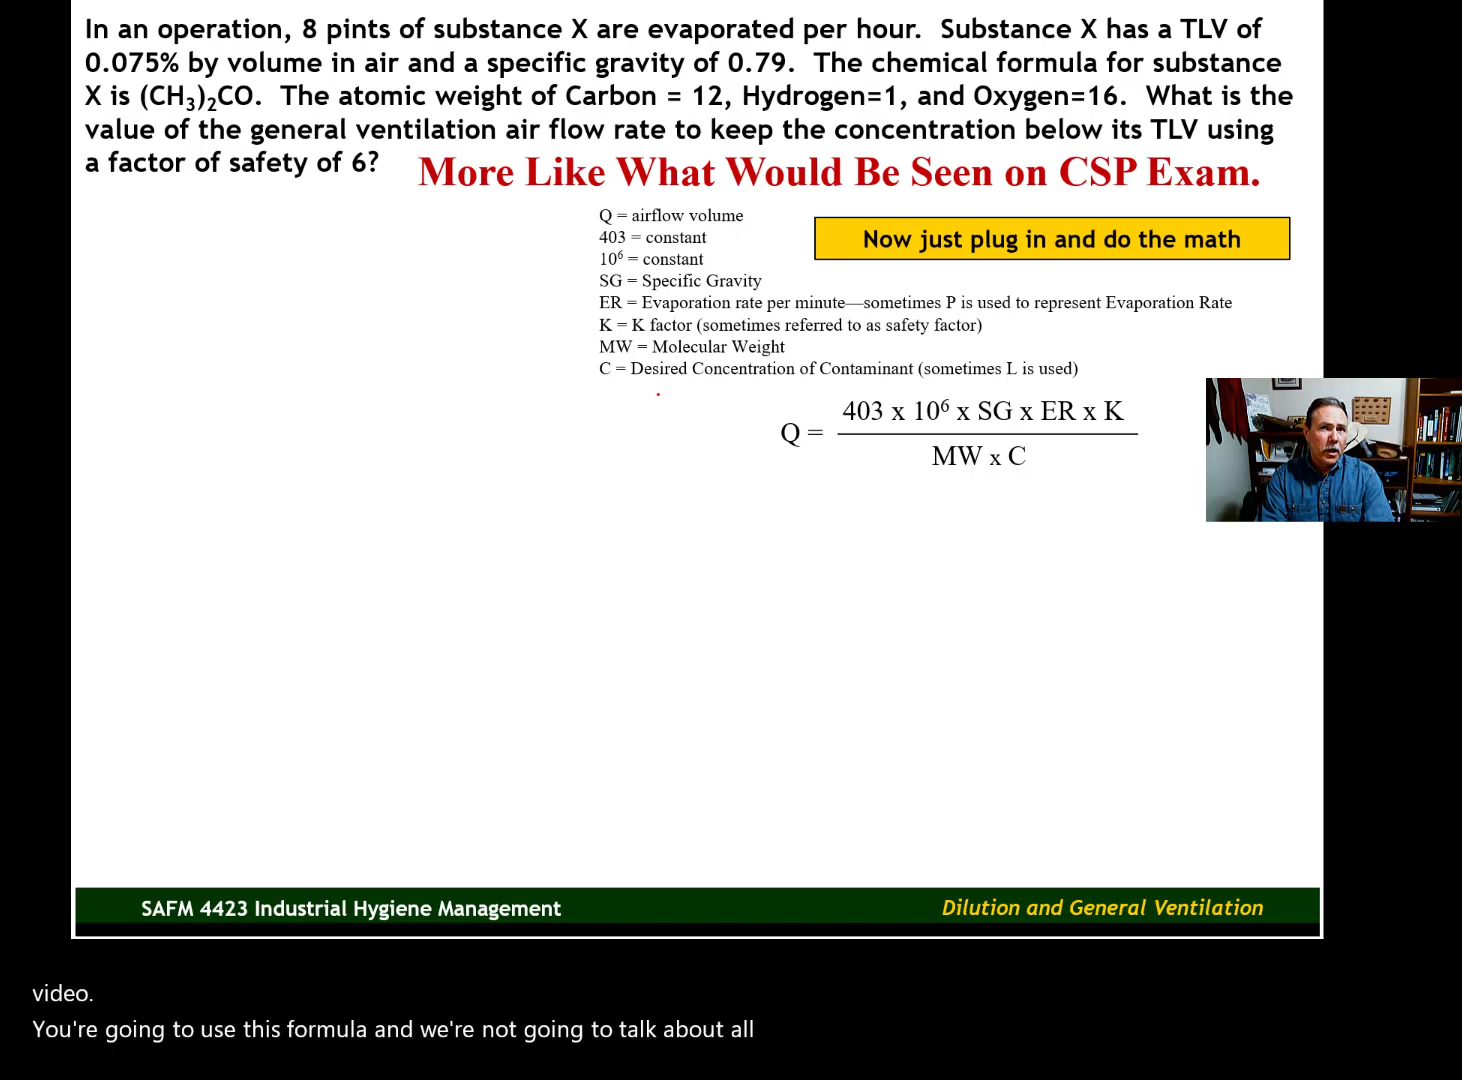 In an operation, 8 pints of substance X are evaporated per hour. Substance X has a TLV of
0.075% by volume in air and a specific gravity of 0.79. The chemical formula for substance
X is (CH₃)₂CO. The atomic weight of Carbon = 12, Hydrogen=1, and Oxygen=16. What is the
value of the general ventilation air flow rate to keep the concentration below its TLV using
a factor of safety of 6?
More Like What Would Be Seen on CSP Exam.
Q = airflow volume
403 = constant
10⁶ = constant
SG = Specific Gravity
ER = Evaporation rate per minute—sometimes P is used to represent Evaporation Rate
K = K factor (sometimes referred to as safety factor)
MW = Molecular Weight
C = Desired Concentration of Contaminant (sometimes L is used)
Now just plug in and do the math
403 x 10⁶ x SG x ER x K
Q =
MW x C
SAFM 4423 Industrial Hygiene Management
Dilution and General Ventilation
video.
You're going to use this formula and we're not going to talk about all